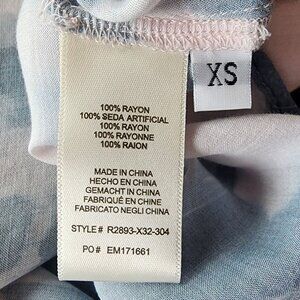 XS
100% RAYON
100% SEDA ARTIFICIAL
100% RAYON
100% RAYONNE
100% RAION
MADE IN CHINA
HECHO EN CHINA
GEMACHT IN CHINA
FABRIQUÉ EN CHINE
FABRICATO NEGLI CHINA
STYLE# R2893-X32-304
PO# EM171661